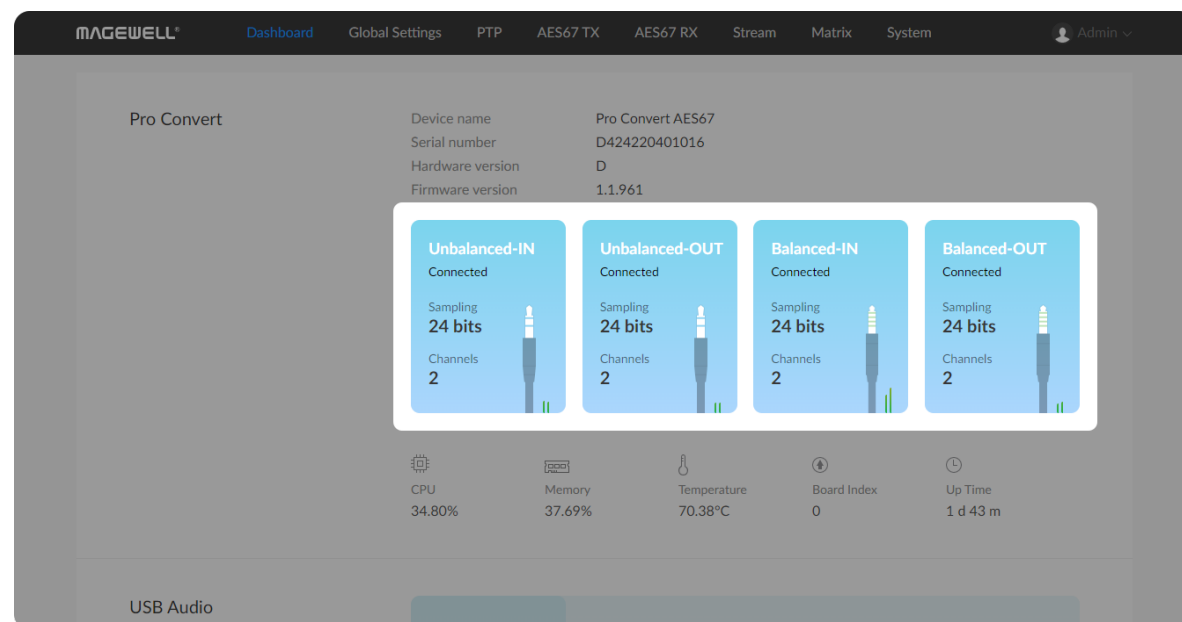 MAGEWELL®
Dashboard Global Settings PTP AES67 TX AES67 RX Stream Matrix System Admin
Pro Convert
Device name Pro Convert AES67
Serial number D424220401016
Hardware version D
Firmware version 1.1.961
Unbalanced-IN
Connected
Sampling
24 bits
Channels
2
Unbalanced-OUT
Connected
Sampling
24 bits
Channels
2
Balanced-IN
Connected
Sampling
24 bits
Channels
2
Balanced-OUT
Connected
Sampling
24 bits
Channels
2
CPU
34.80%
Memory
37.69%
Temperature
70.38°C
Board Index
0
Up Time
1 d 43 m
USB Audio